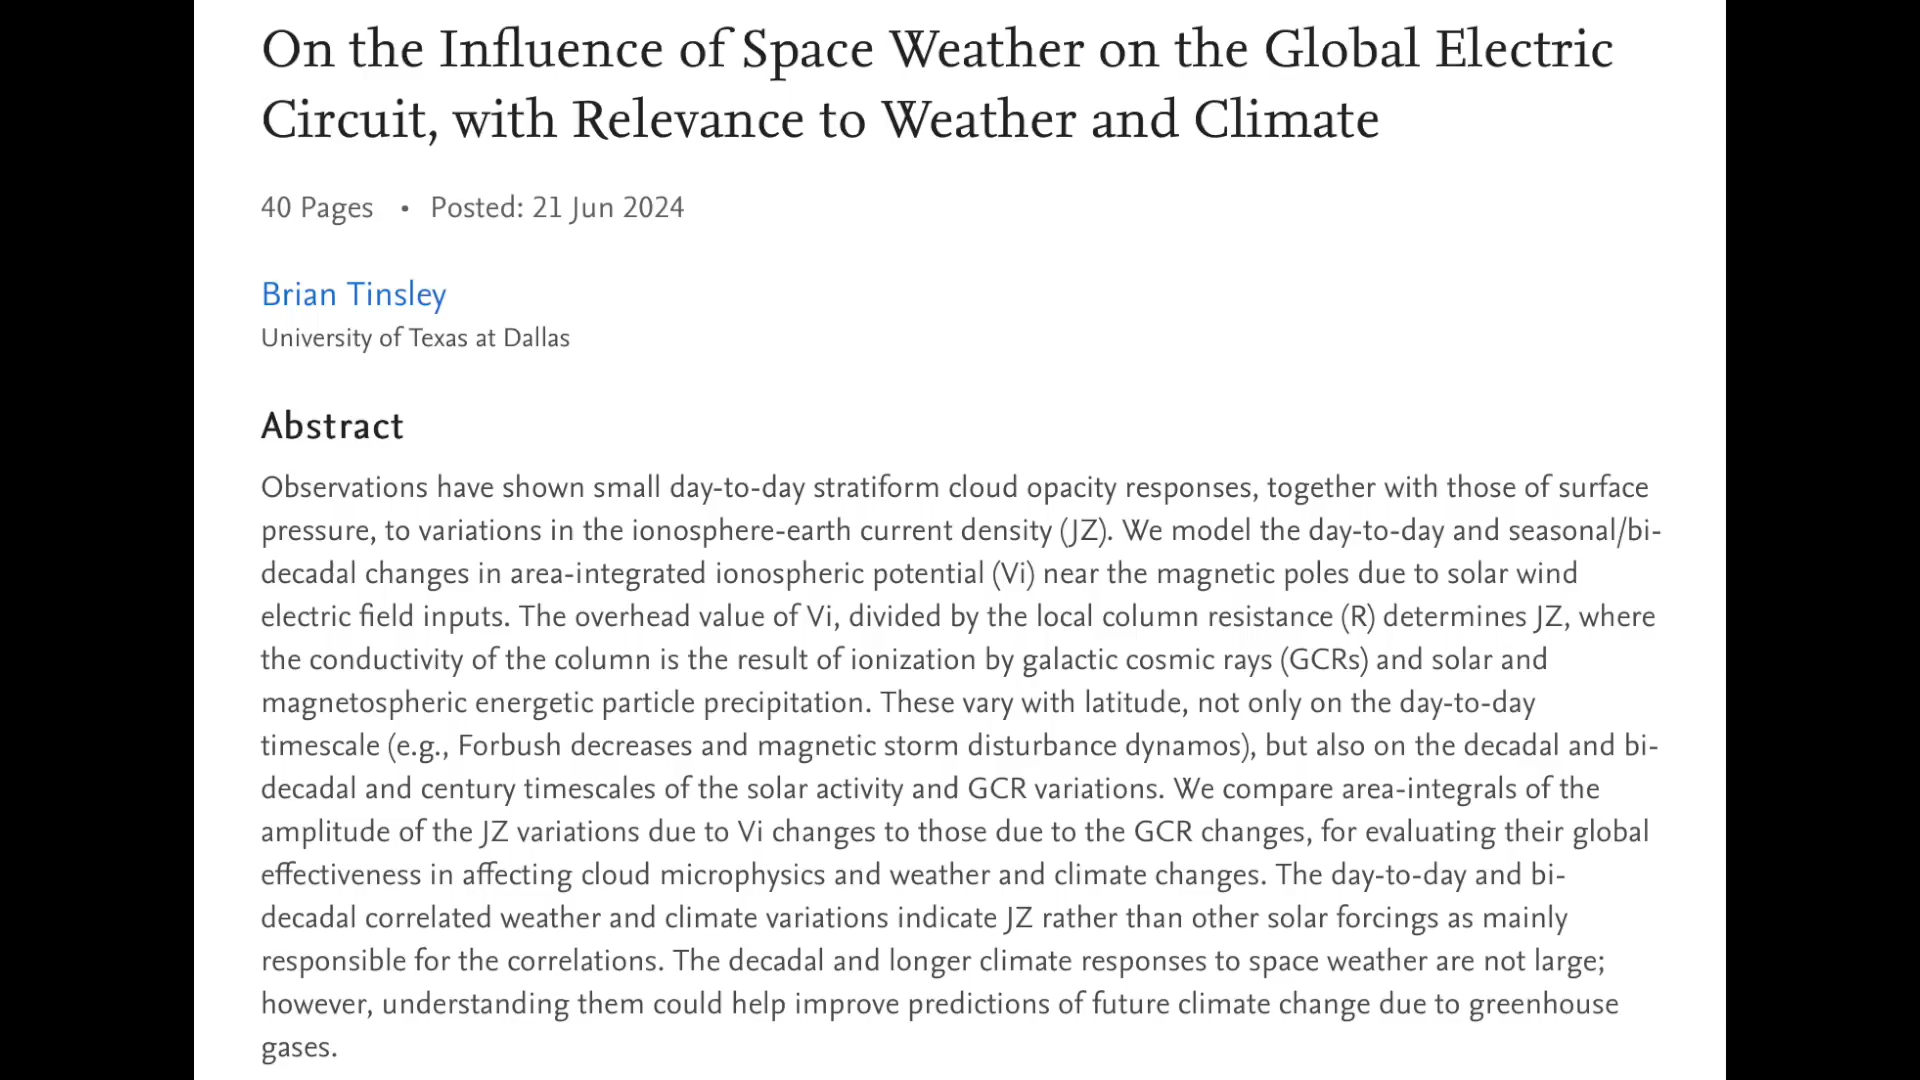 On the Influence of Space Weather on the Global Electric
Circuit, with Relevance to Weather and Climate
40 Pages • Posted: 21 Jun 2024
Brian Tinsley
University of Texas at Dallas
Abstract
Observations have shown small day-to-day stratiform cloud opacity responses, together with those of surface
pressure, to variations in the ionosphere-earth current density (JZ). We model the day-to-day and seasonal/bi-
decadal changes in area-integrated ionospheric potential (Vi) near the magnetic poles due to solar wind
electric field inputs. The overhead value of Vi, divided by the local column resistance (R) determines JZ, where
the conductivity of the column is the result of ionization by galactic cosmic rays (GCRs) and solar and
magnetospheric energetic particle precipitation. These vary with latitude, not only on the day-to-day
timescale (e.g., Forbush decreases and magnetic storm disturbance dynamos), but also on the decadal and bi-
decadal and century timescales of the solar activity and GCR variations. We compare area-integrals of the
amplitude of the JZ variations due to Vi changes to those due to the GCR changes, for evaluating their global
effectiveness in affecting cloud microphysics and weather and climate changes. The day-to-day and bi-
decadal correlated weather and climate variations indicate JZ rather than other solar forcings as mainly
responsible for the correlations. The decadal and longer climate responses to space weather are not large;
however, understanding them could help improve predictions of future climate change due to greenhouse
gases.